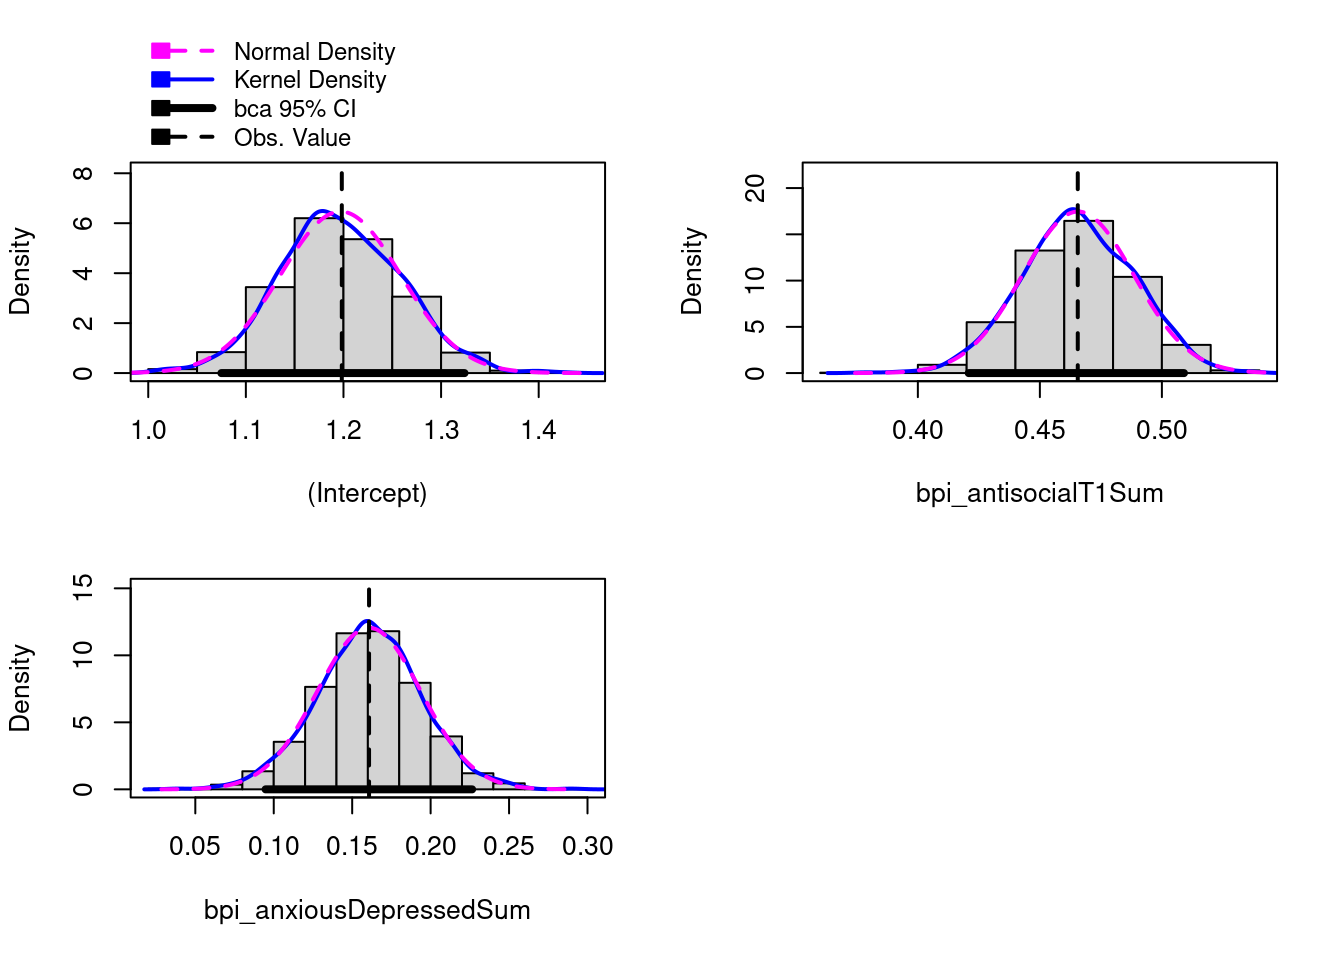 Normal Density
Kernel Density
bca 95% CI
Obs. Value
Density
0 2 4 6 8
1.0 1.1 1.2 1.3 1.4
(Intercept)
Density
0 5 10 20
0.40 0.45 0.50
bpi_antisocialT1Sum
Density
0 5 10 15
0.05 0.10 0.15 0.20 0.25 0.30
bpi_anxiousDepressedSum